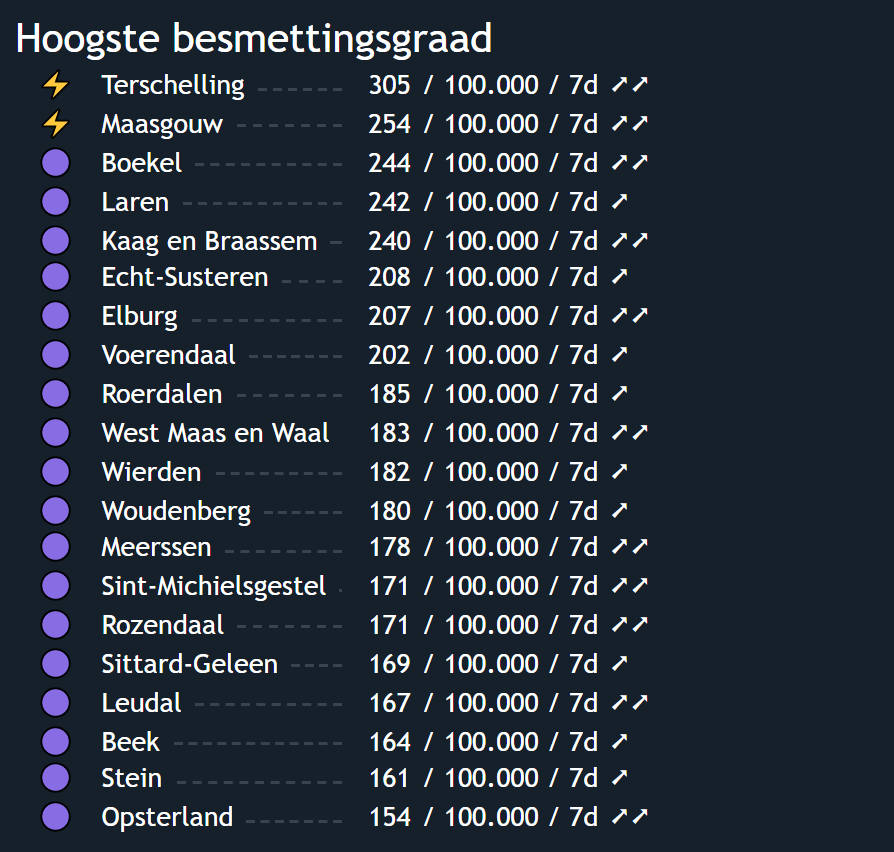 Hoogste besmettingsgraad
⚡ Terschelling ------ 305 / 100.000 / 7d ➚➚
⚡ Maasgouw -------- 254 / 100.000 / 7d ➚➚
🟣 Boekel ----------- 244 / 100.000 / 7d ➚➚
🟣 Laren ------------ 242 / 100.000 / 7d ➚
🟣 Kaag en Braassem - 240 / 100.000 / 7d ➚➚
🟣 Echt-Susteren ---- 208 / 100.000 / 7d ➚
🟣 Elburg ----------- 207 / 100.000 / 7d ➚➚
🟣 Voerendaal ------- 202 / 100.000 / 7d ➚
🟣 Roerdalen -------- 185 / 100.000 / 7d ➚
🟣 West Maas en Waal 183 / 100.000 / 7d ➚➚
🟣 Wierden --------- 182 / 100.000 / 7d ➚
🟣 Woudenberg ------ 180 / 100.000 / 7d ➚
🟣 Meerssen --------- 178 / 100.000 / 7d ➚➚
🟣 Sint-Michielsgestel - 171 / 100.000 / 7d ➚➚
🟣 Rozendaal -------- 171 / 100.000 / 7d ➚➚
🟣 Sittard-Geleen ---- 169 / 100.000 / 7d ➚
🟣 Leudal ----------- 167 / 100.000 / 7d ➚➚
🟣 Beek ------------ 164 / 100.000 / 7d ➚
🟣 Stein ------------ 161 / 100.000 / 7d ➚
🟣 Opsterland ------- 154 / 100.000 / 7d ➚➚